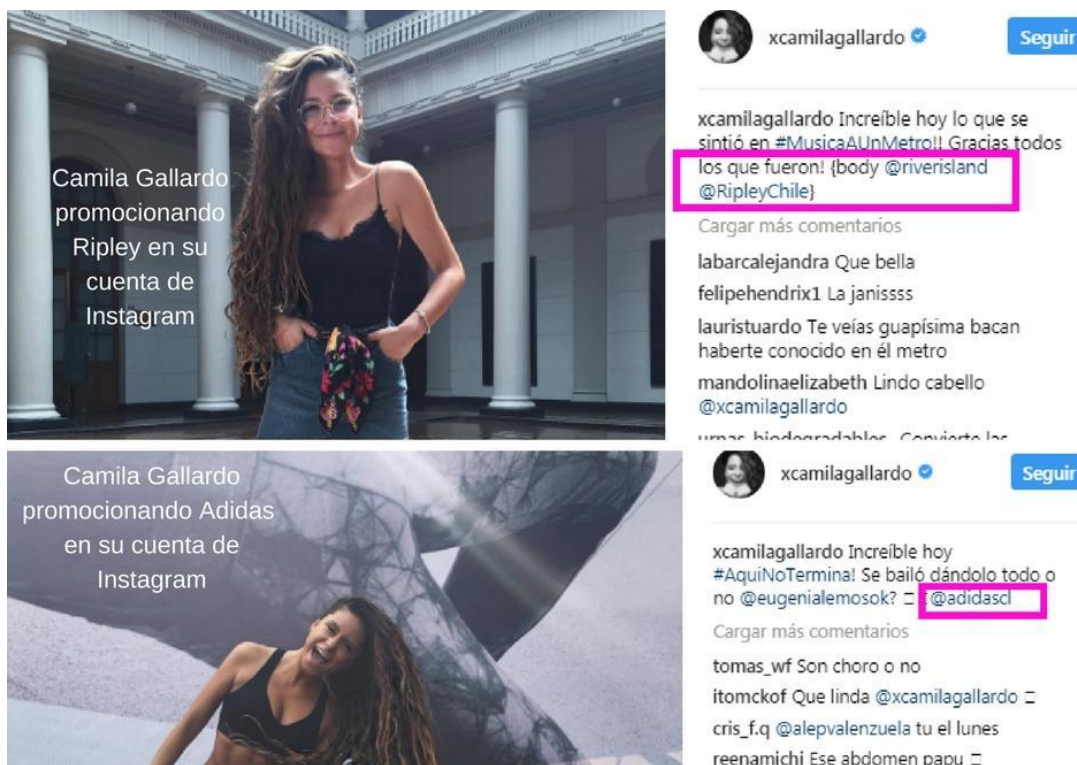 Camila Gallardo
promocionando
Ripley en su
cuenta de
Instagram
xcamilagallardo
Seguir
xcamilagallardo Increíble hoy lo que se
sintió en #MusicaAUnMetro!! Gracias todos
los que fueron! {body @riverisland
@RipleyChile}
Cargar más comentarios
labarcalejandra Que bella
felipehendrix1 La janissss
lauristuardo Te veías guapísima bacan
haberte conocido en él metro
mandolinaelizabeth Lindo cabello
@xcamilagallardo
urnas_biodegradables_ Convierte las
Camila Gallardo
promocionando Adidas
en su cuenta de
Instagram
xcamilagallardo
Seguir
xcamilagallardo Increíble hoy
#AquiNoTermina! Se bailó dándolo todo o
no @eugenialemosok? @adidascl
Cargar más comentarios
tomas_wf Son choro o no
itomckof Que linda @xcamilagallardo
cris_f.q @alepvalenzuela tu el lunes
reenamichi Ese abdomen papu